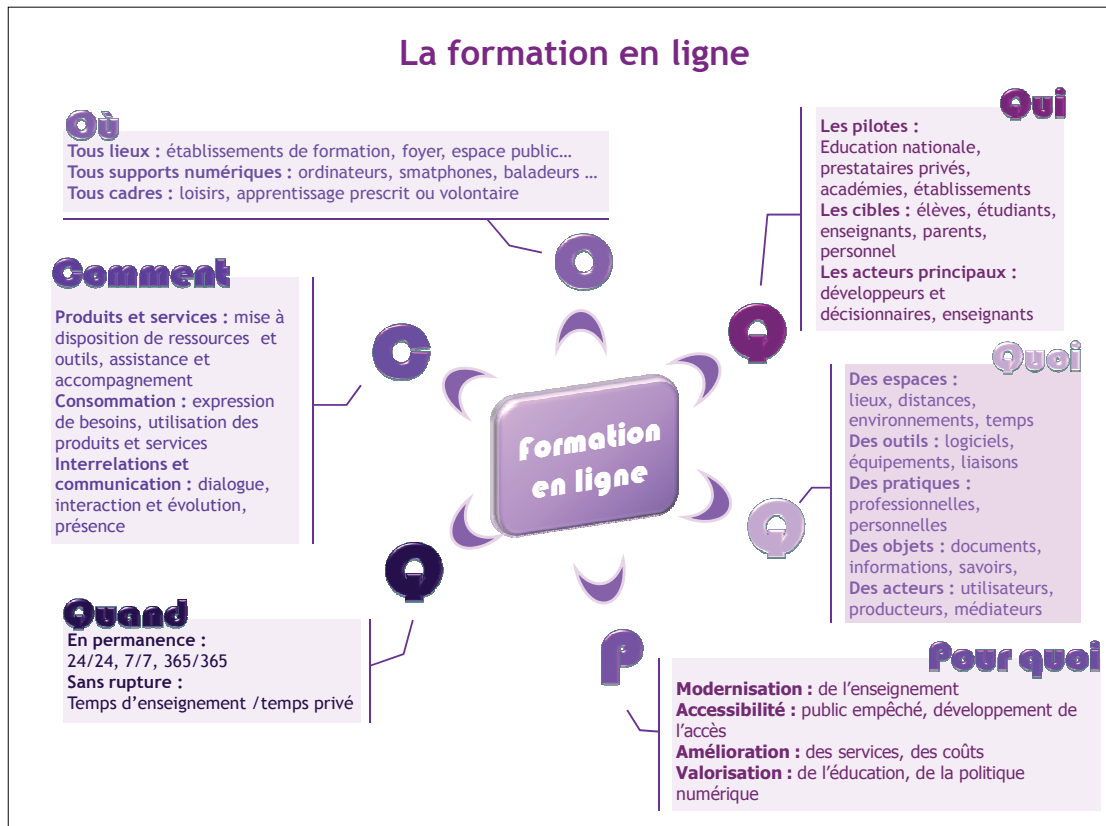 La formation en ligne
Où
Tous lieux : établissements de formation, foyer, espace public…
Tous supports numériques : ordinateurs, smatphones, baladeurs …
Tous cadres : loisirs, apprentissage prescrit ou volontaire
Qui
Les pilotes :
Education nationale,
prestataires privés,
académies, établissements
Les cibles : élèves, étudiants,
enseignants, parents,
personnel
Les acteurs principaux :
développeurs et
décisionnaires, enseignants
Comment
Produits et services : mise à
disposition de ressources et
outils, assistance et
accompagnement
Consommation : expression
de besoins, utilisation des
produits et services
Interrelations et
communication : dialogue,
interaction et évolution,
présence
Quoi
Des espaces :
lieux, distances,
environnements, temps
Des outils : logiciels,
équipements, liaisons
Des pratiques :
professionnelles,
personnelles
Des objets : documents,
informations, savoirs,
Des acteurs : utilisateurs,
producteurs, médiateurs
O
C
Q
Formation
en ligne
Q
Q
P
Quand
En permanence :
24/24, 7/7, 365/365
Sans rupture :
Temps d’enseignement /temps privé
Pour quoi
Modernisation : de l’enseignement
Accessibilité : public empêché, développement de
l’accès
Amélioration : des services, des coûts
Valorisation : de l’éducation, de la politique
numérique